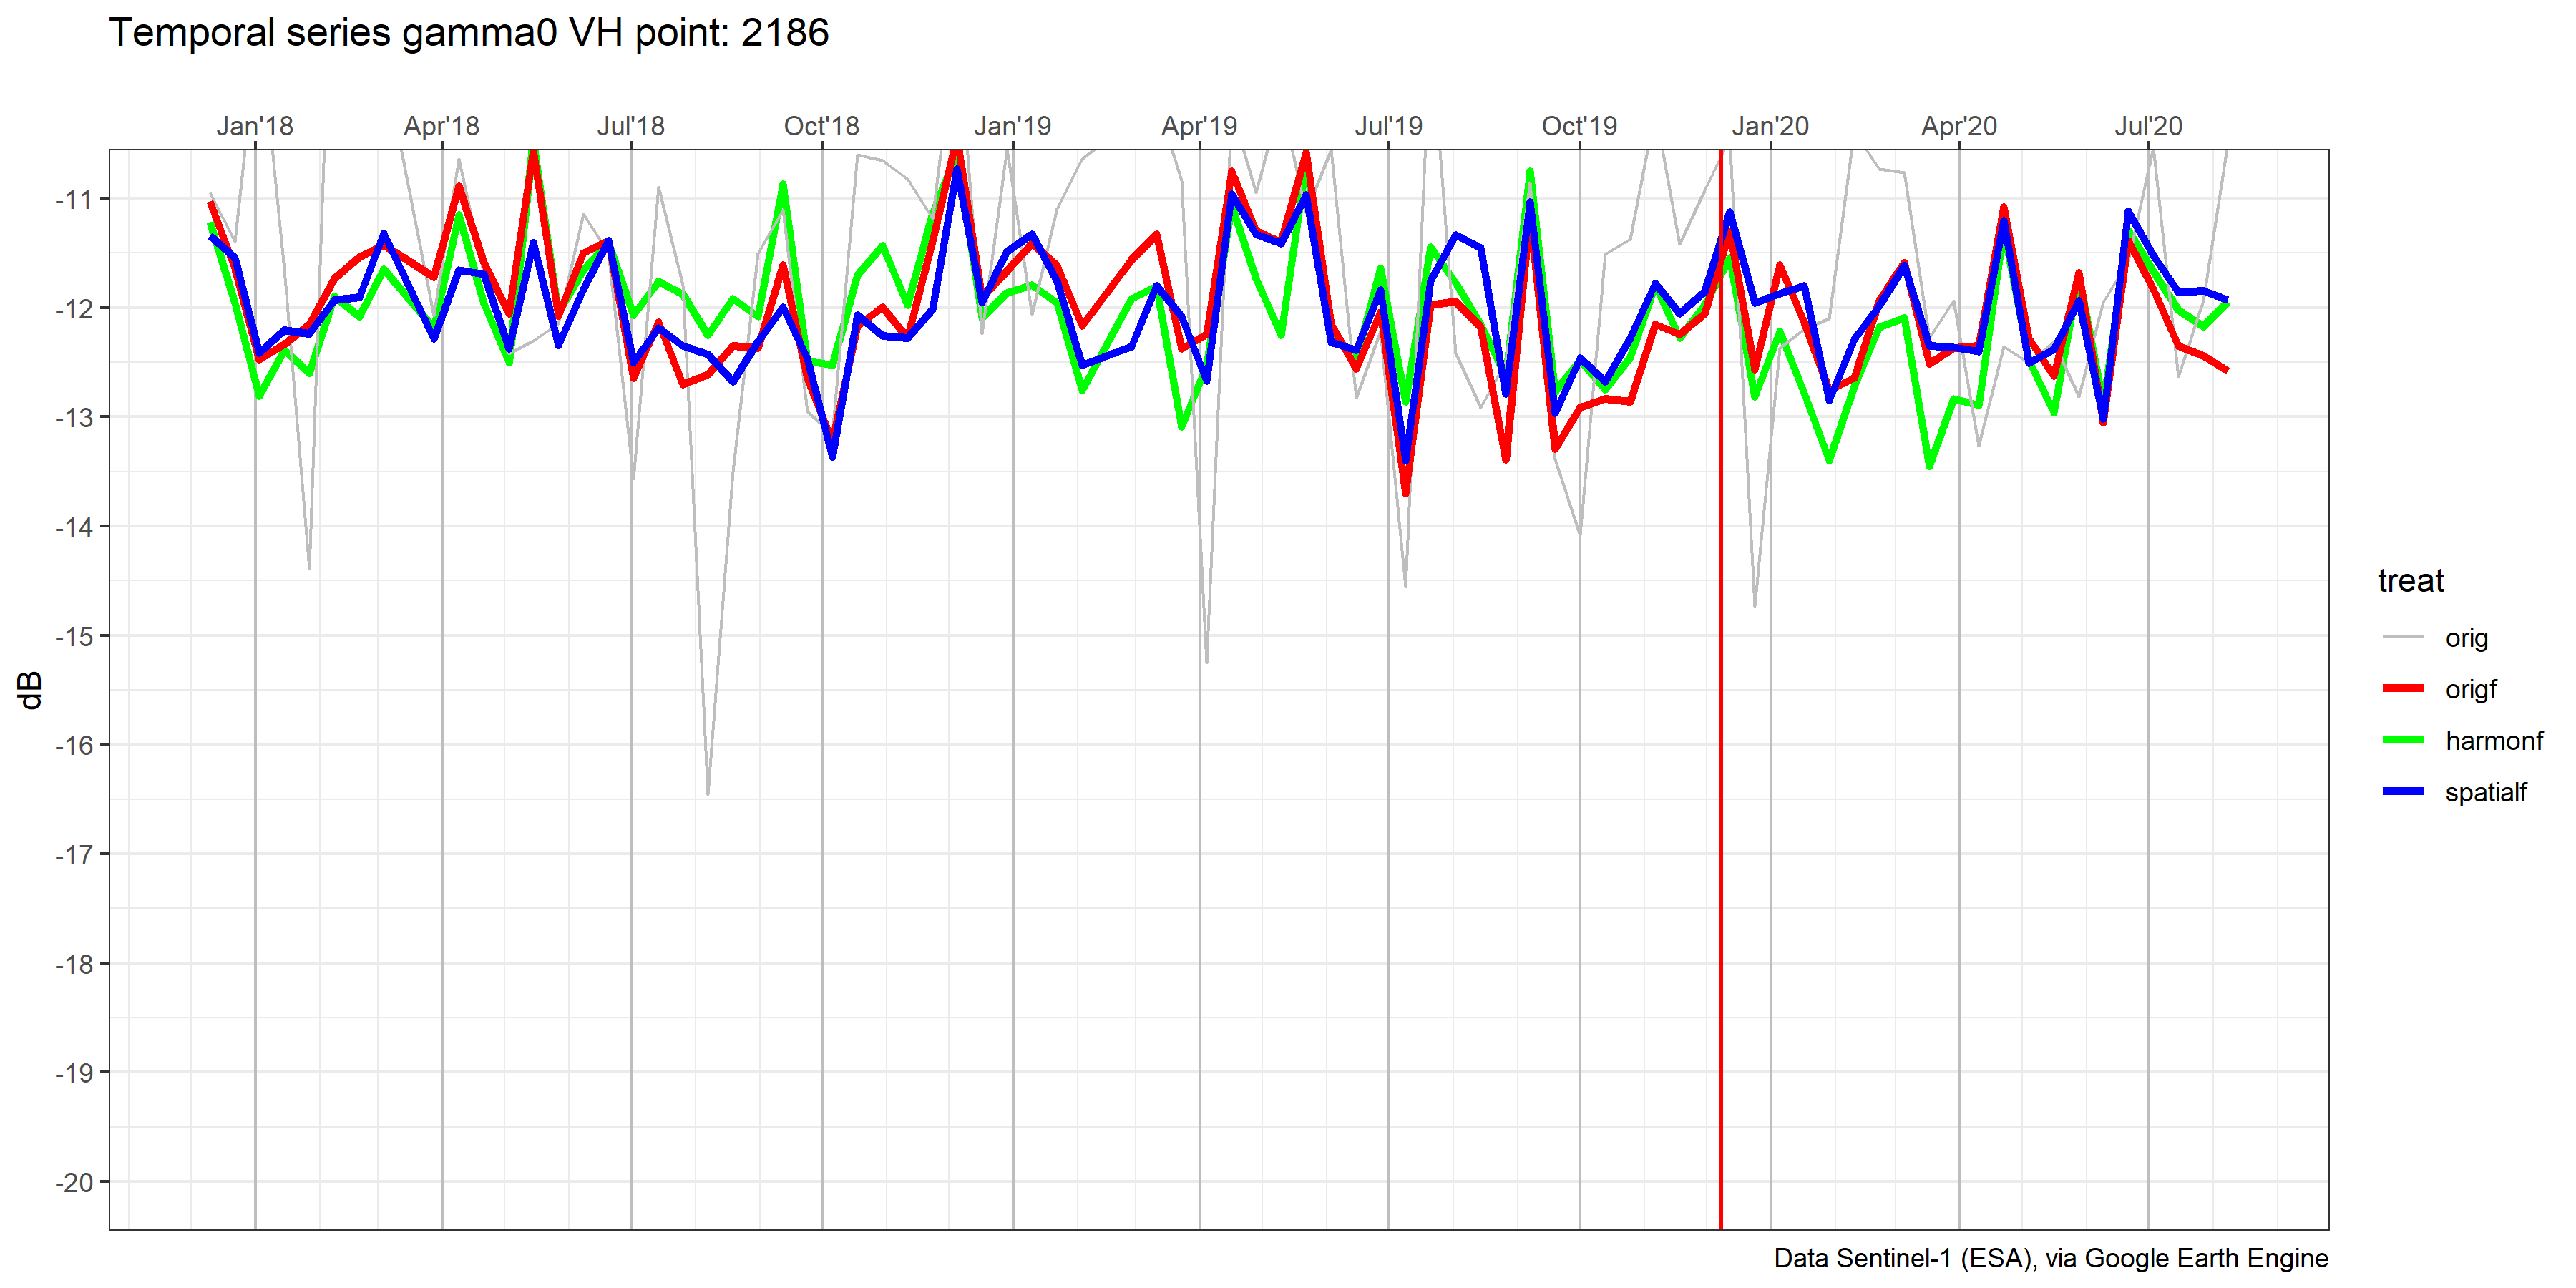 Temporal series gamma0 VH point: 2186
Jan'18 Apr'18 Jul'18 Oct'18 Jan'19 Apr'19 Jul'19 Oct'19 Jan'20 Apr'20 Jul'20
-11
-12
-13
-14
-15
-16
-17
-18
-19
-20
dB
treat
orig
origf
harmonf
spatialf
Data Sentinel-1 (ESA), via Google Earth Engine